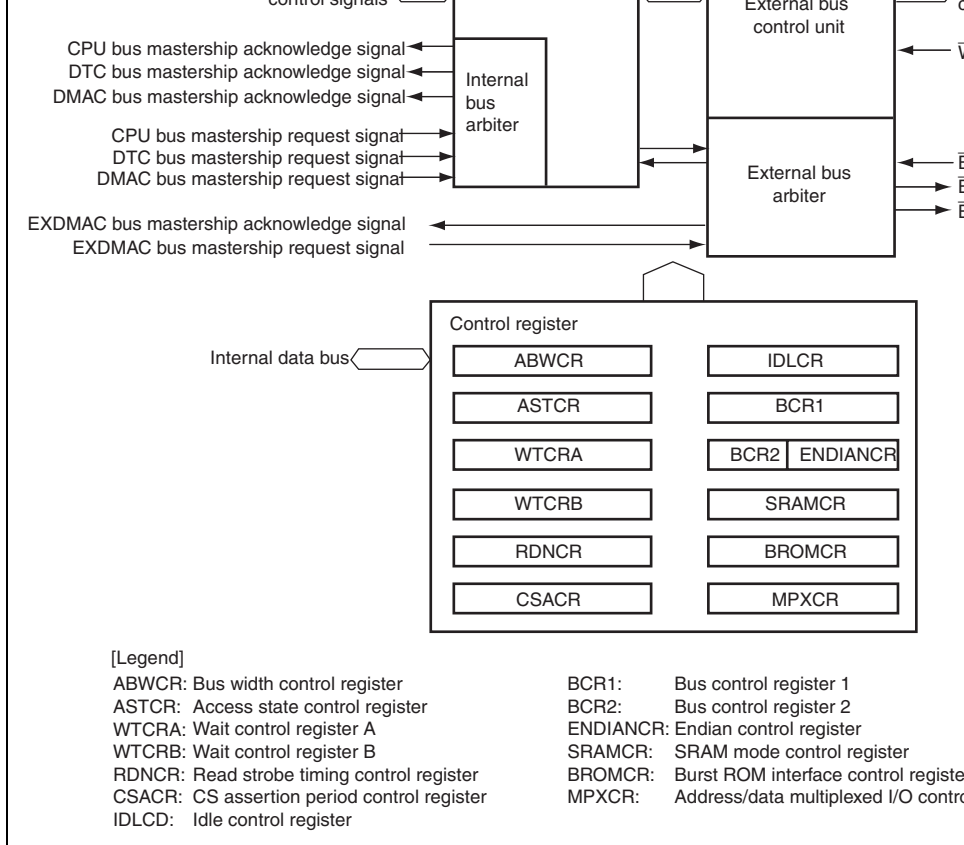 control signals
External bus
control unit
CPU bus mastership acknowledge signal
DTC bus mastership acknowledge signal
DMAC bus mastership acknowledge signal
Internal
bus
arbiter
CPU bus mastership request signal
DTC bus mastership request signal
DMAC bus mastership request signal
External bus
arbiter
EXDMAC bus mastership acknowledge signal
EXDMAC bus mastership request signal
Control register
Internal data bus
ABWCR IDLCR
ASTCR BCR1
WTCRA BCR2 ENDIANCR
WTCRB SRAMCR
RDNCR BROMCR
CSACR MPXCR
[Legend]
ABWCR: Bus width control register
ASTCR: Access state control register
WTCRA: Wait control register A
WTCRB: Wait control register B
RDNCR: Read strobe timing control register
CSACR: CS assertion period control register
IDLCD: Idle control register
BCR1: Bus control register 1
BCR2: Bus control register 2
ENDIANCR: Endian control register
SRAMCR: SRAM mode control register
BROMCR: Burst ROM interface control registe
MPXCR: Address/data multiplexed I/O contro